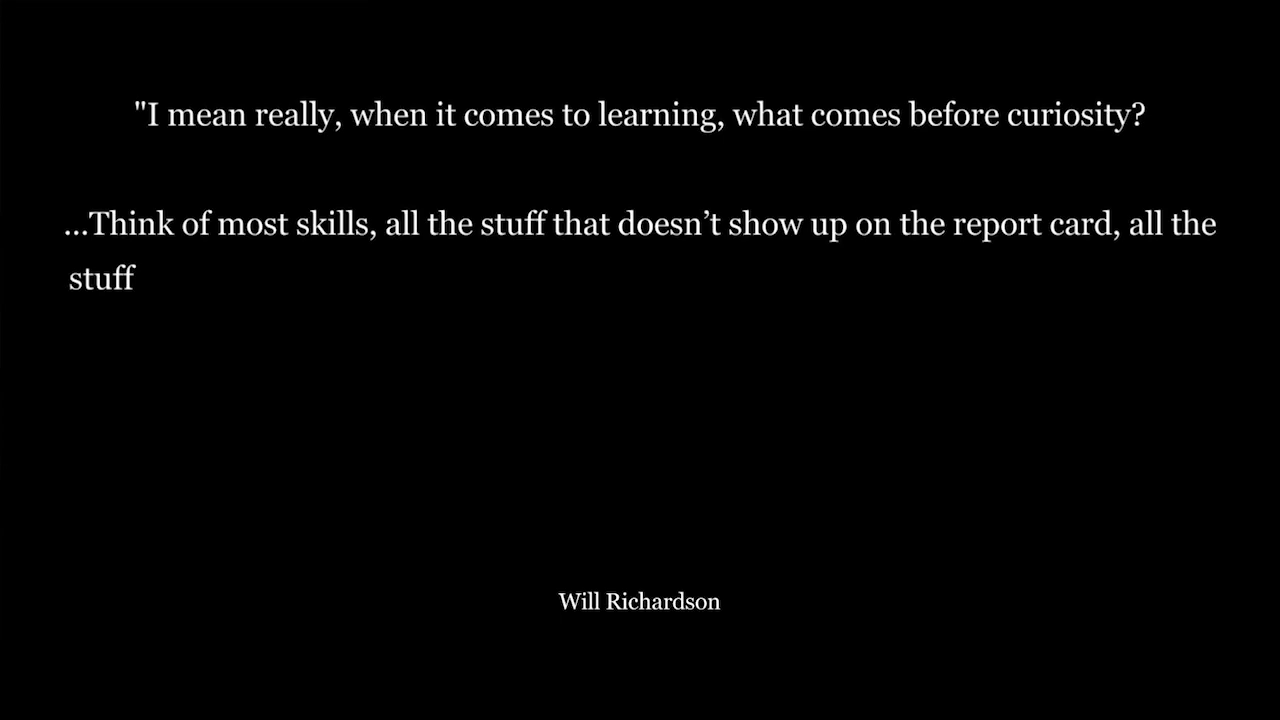 "I mean really, when it comes to learning, what comes before curiosity?
...Think of most skills, all the stuff that doesn’t show up on the report card, all the
stuff
Will Richardson